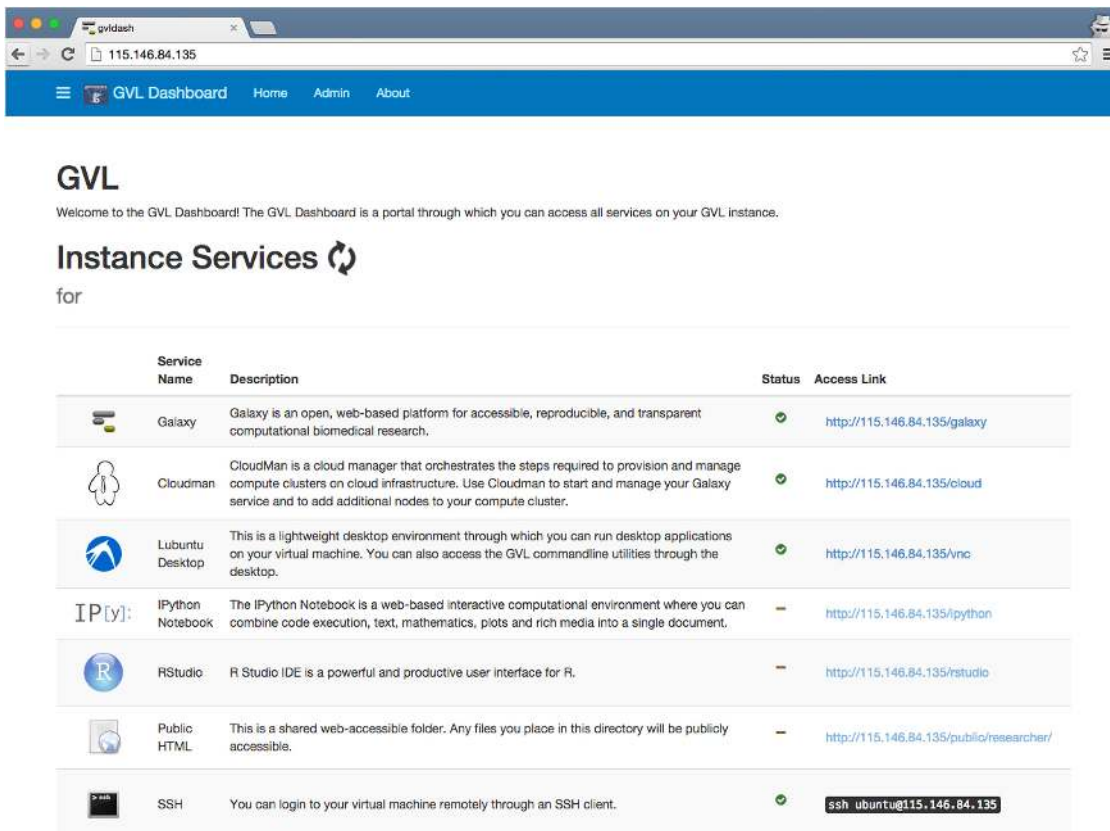 gvldash
115.146.84.135
GVL Dashboard Home Admin About
GVL
Welcome to the GVL Dashboard! The GVL Dashboard is a portal through which you can access all services on your GVL instance.
Instance Services
for
Service
Name Description Status Access Link
Galaxy
Galaxy is an open, web-based platform for accessible, reproducible, and transparent
computational biomedical research.
http://115.146.84.135/galaxy
Cloudman
CloudMan is a cloud manager that orchestrates the steps required to provision and manage
compute clusters on cloud infrastructure. Use Cloudman to start and manage your Galaxy
service and to add additional nodes to your compute cluster.
http://115.146.84.135/cloud
Lubuntu
Desktop
This is a lightweight desktop environment through which you can run desktop applications
on your virtual machine. You can also access the GVL commandline utilities through the
desktop.
http://115.146.84.135/vnc
IP[y]:
IPython
Notebook
The IPython Notebook is a web-based interactive computational environment where you can
combine code execution, text, mathematics, plots and rich media into a single document.
http://115.146.84.135/ipython
R
RStudio
R Studio IDE is a powerful and productive user interface for R.
http://115.146.84.135/rstudio
Public
HTML
This is a shared web-accessible folder. Any files you place in this directory will be publicly
accessible.
http://115.146.84.135/public/researcher/
> ssh
SSH
You can login to your virtual machine remotely through an SSH client.
ssh ubuntu@115.146.84.135